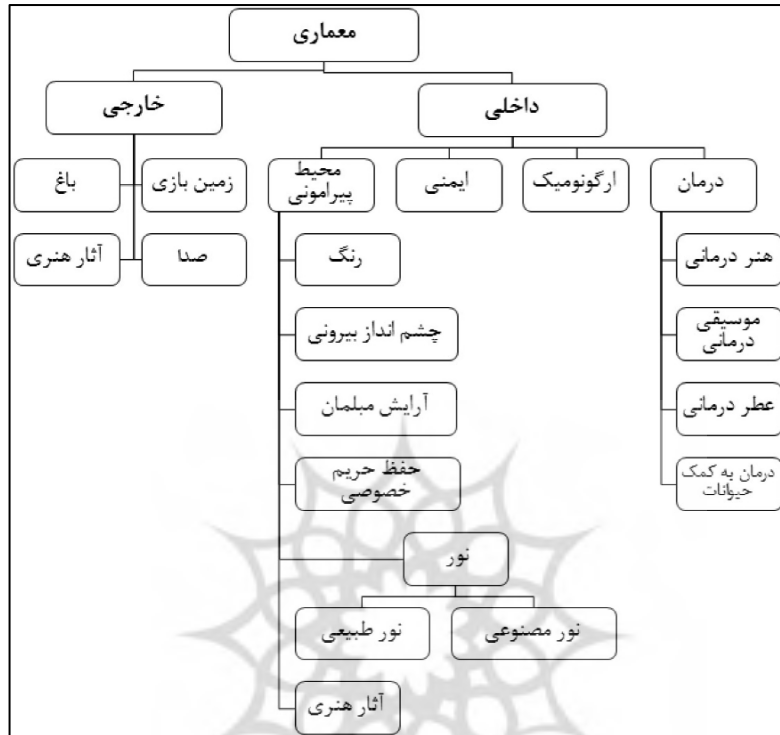 معماری
داخلی
خارجی
درمان
ارگونومیک
ایمنی
محیط
پیرامونی
زمین بازی
باغ
صدا
آثار هنری
هنر درمانی
موسیقی
درمانی
عطر درمانی
درمان به کمک
حیوانات
رنگ
چشم انداز بیرونی
آرایش مبلمان
حفظ حریم
خصوصی
نور
نور مصنوعی
نور طبیعی
آثار هنری